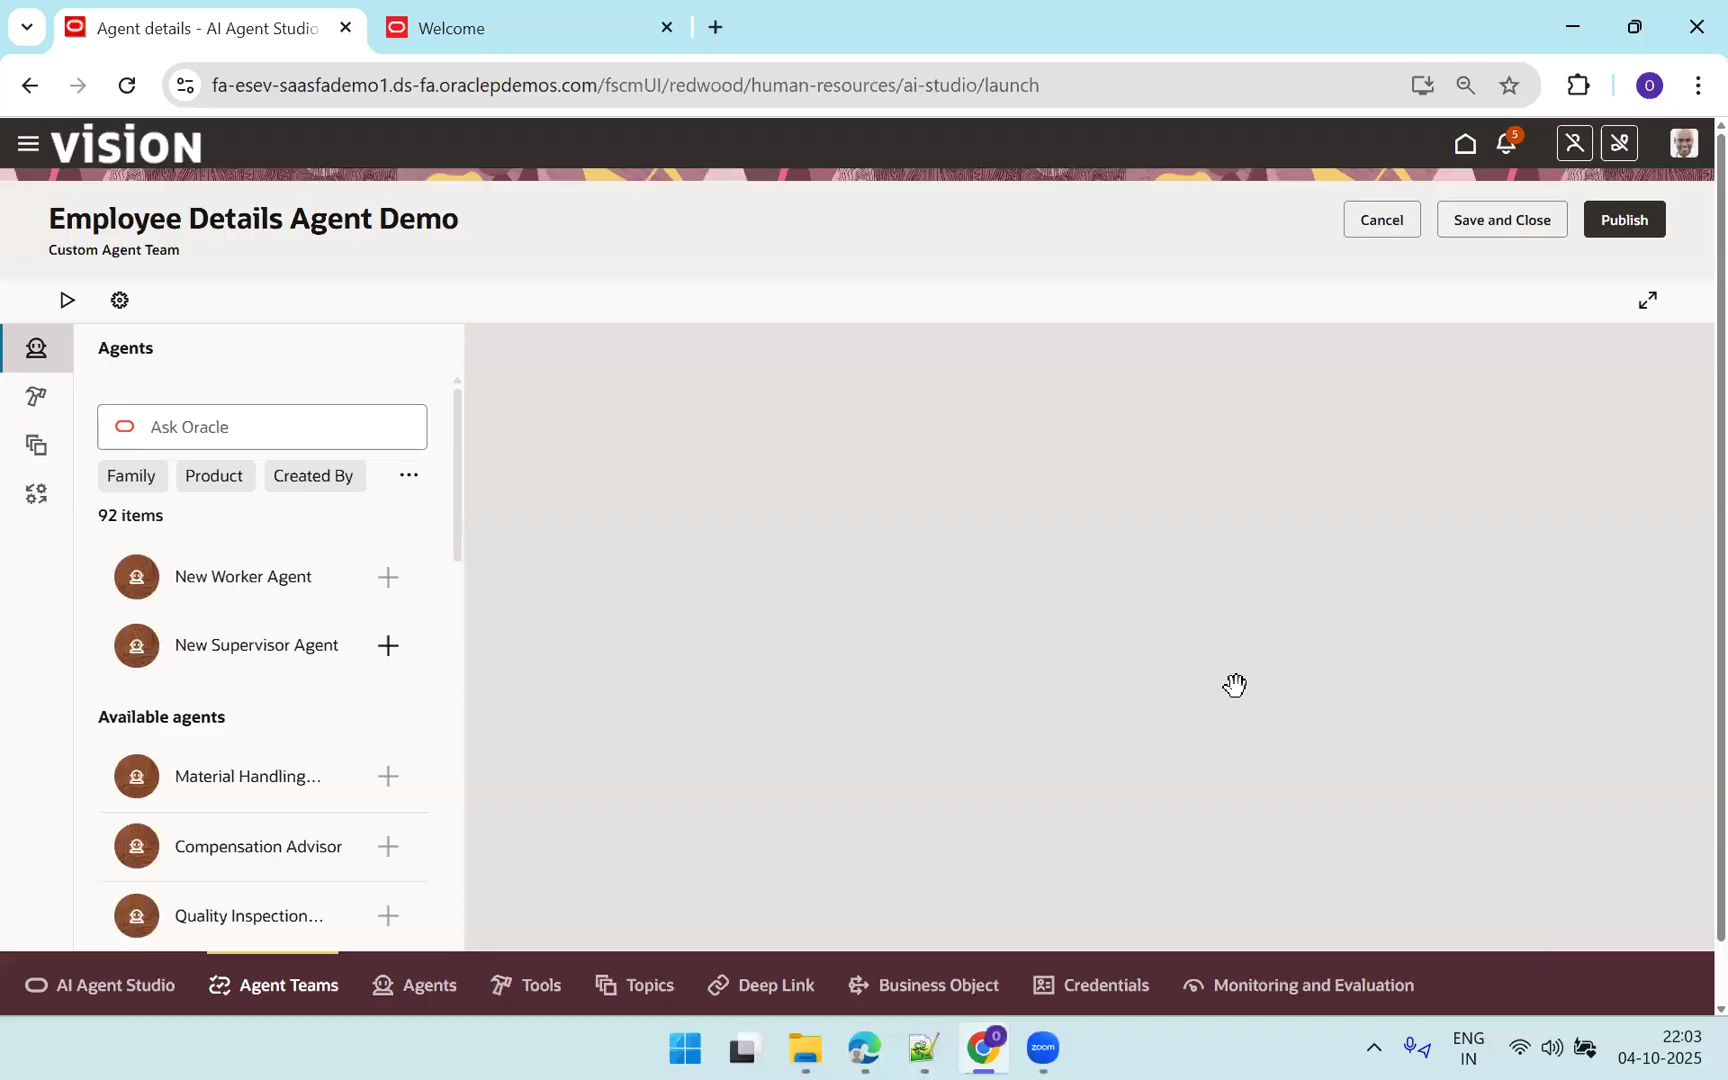 Agent details - AI Agent Studio
Welcome
fa-esev-saasfademo1.ds-fa.oraclepdemos.com/fscmUI/redwood/human-resources/ai-studio/launch
O
VISION
5
Employee Details Agent Demo
Custom Agent Team
Cancel
Save and Close
Publish
Agents
Ask Oracle
Family
Product
Created By
92 items
New Worker Agent
New Supervisor Agent
Available agents
Material Handling...
Compensation Advisor
Quality Inspection...
AI Agent Studio
Agent Teams
Agents
Tools
Topics
Deep Link
Business Object
Credentials
Monitoring and Evaluation
O
zoom
ENG
IN
22:03
04-10-2025